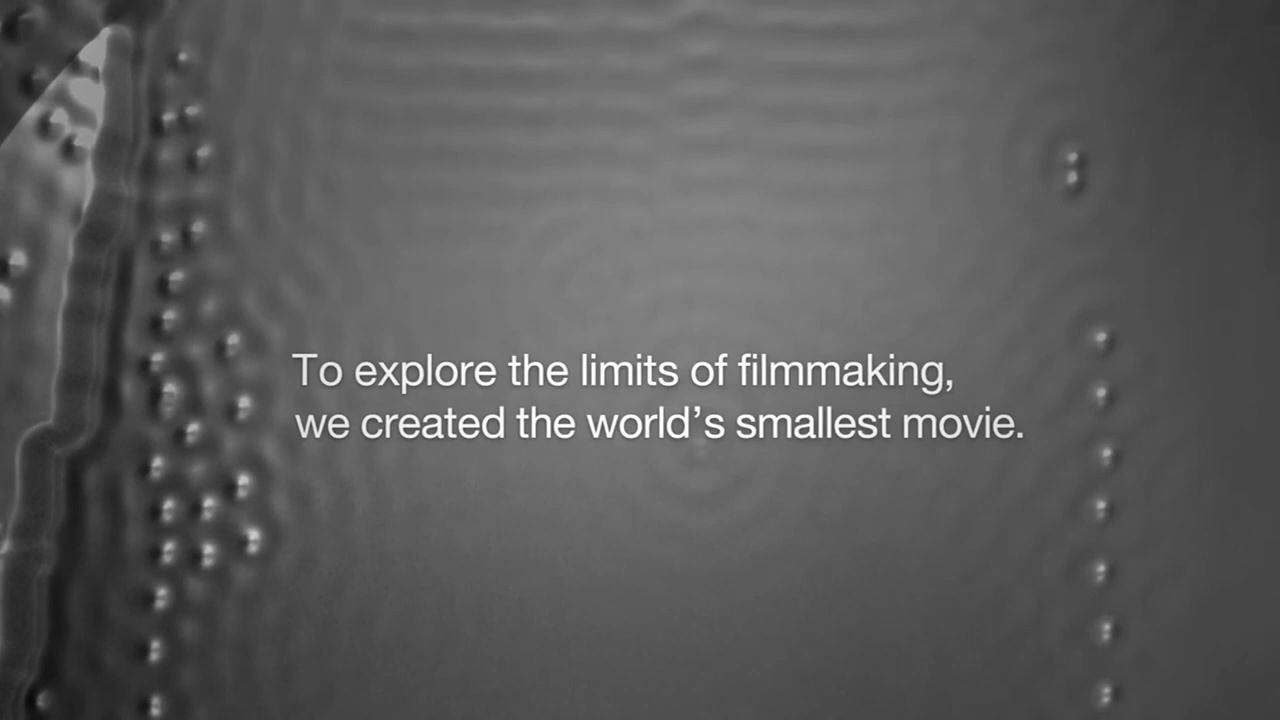 To explore the limits of filmmaking,
we created the world’s smallest movie.